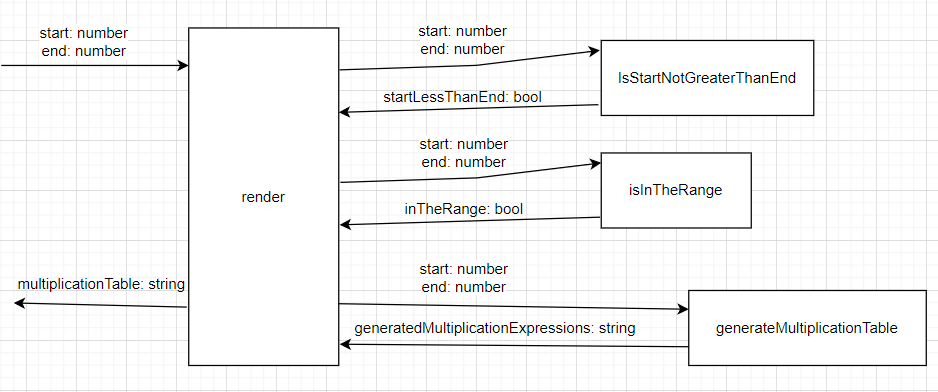 start: number
end: number
render
multiplicationTable: string
start: number
end: number
IsStartNotGreaterThanEnd
startLessThanEnd: bool
start: number
end: number
isInTheRange
inTheRange: bool
start: number
end: number
generateMultiplicationTable
generatedMultiplicationExpressions: string